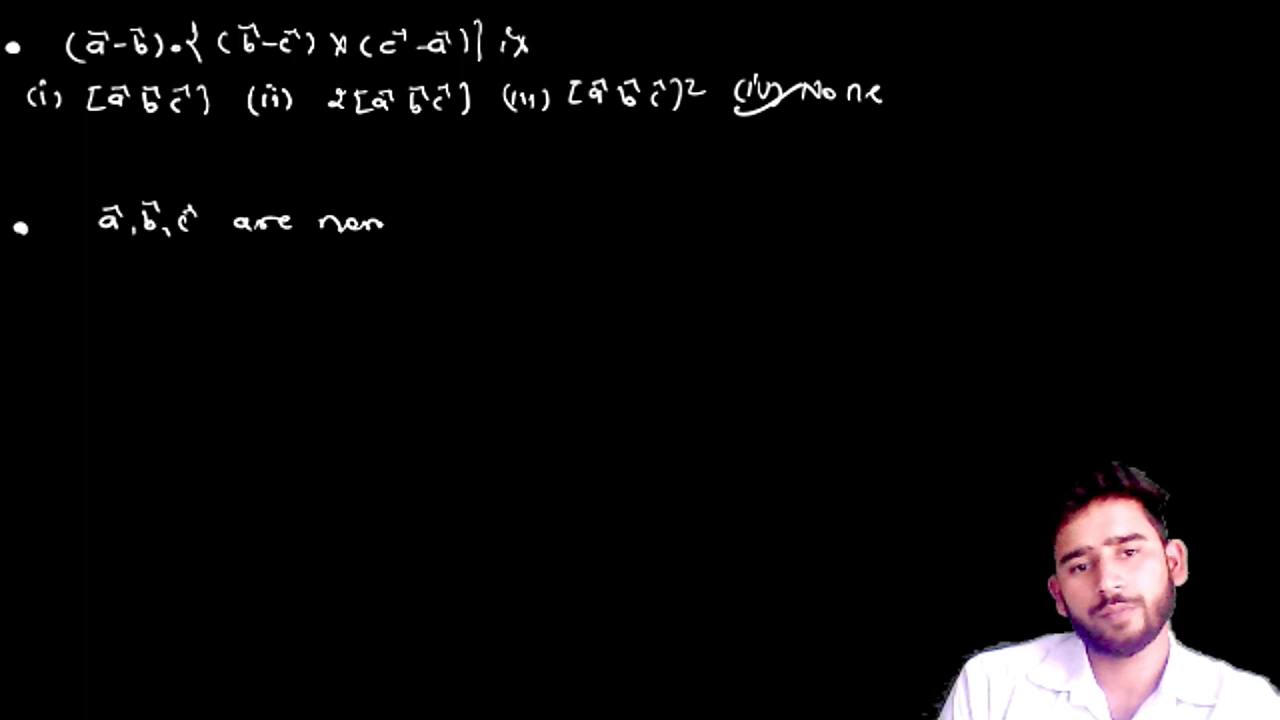 • (a⃗-b⃗).{(b⃗-c⃗)×(c⃗-a⃗)} is
(i) [a⃗ b⃗ c⃗] (ii) 2[a⃗ b⃗ c⃗] (iii) [a⃗ b⃗ c⃗]² (iv) None
• a⃗, b⃗, c⃗ are non